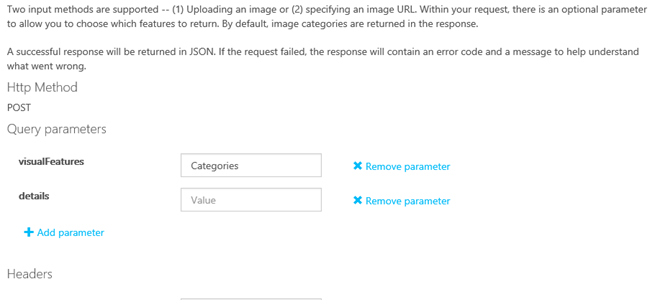 Two input methods are supported -- (1) Uploading an image or (2) specifying an image URL. Within your request, there is an optional parameter
to allow you to choose which features to return. By default, image categories are returned in the response.
A successful response will be returned in JSON. If the request failed, the response will contain an error code and a message to help understand
what went wrong.
Http Method
POST
Query parameters
visualFeatures
Categories
Remove parameter
details
Value
Remove parameter
Add parameter
Headers